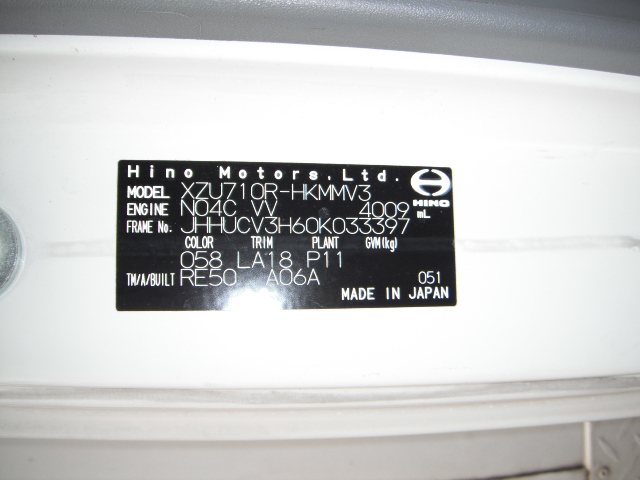 Hino Motors,Ltd.
MODEL XZU710R-HKMMV3
ENGINE N04C VV 4009 mL
HINO
FRAME No. JHHUCV3H60K033397
COLOR TRIM PLANT GVM(kg)
058 LA18 P11
TM/A/BUILT RE50 A06A 051
MADE IN JAPAN